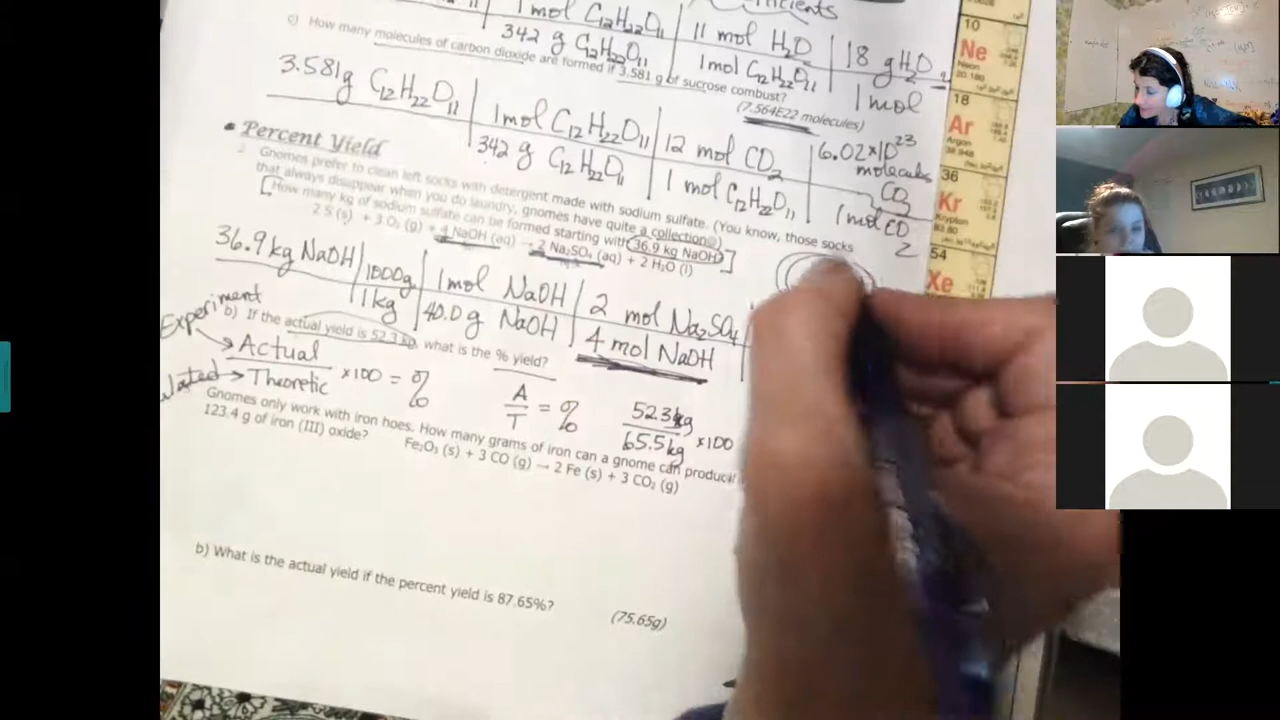 1 mol C12H22O11 | 11 mol H2O | 18 g H2O
342 g C12H22O11 | 1 mol C12H22O11 | 1 mol
c) How many molecules of carbon dioxide are formed if 3.581 g of sucrose combust?
(7.564E22 molecules)
3.581g C12H22O11 | 1 mol C12H22O11 | 12 mol CO2 | 6.02×10^23 molecules CO2
342 g C12H22O11 | 1 mol C12H22O11 | 1 mol CO2
• Percent Yield
2. Gnomes prefer to clean left socks with detergent made with sodium sulfate. (You know, those socks
that always disappear when you do laundry, gnomes have quite a collection☺)
[How many kg of sodium sulfate can be formed starting with 36.9 kg NaOH?]
2 S (s) + 3 O2 (g) + 4 NaOH (aq) → 2 Na2SO4 (aq) + 2 H2O (l)
36.9 kg NaOH | 1000g | 1 mol NaOH | 2 mol Na2SO4
1 kg | 40.0 g NaOH | 4 mol NaOH
Experiment
b) If the actual yield is 52.3 kg, what is the % yield?
Actual
Theoretic
×100 = %
A
T
= %
52.3kg
65.5kg
×100
Gnomes only work with iron hoes. How many grams of iron can a gnome can produce
123.4 g of iron (III) oxide?
Fe2O3 (s) + 3 CO (g) → 2 Fe (s) + 3 CO2 (g)
b) What is the actual yield if the percent yield is 87.65%?
(75.65g)
10
Ne
18
Ar
36
Kr
54
Xe